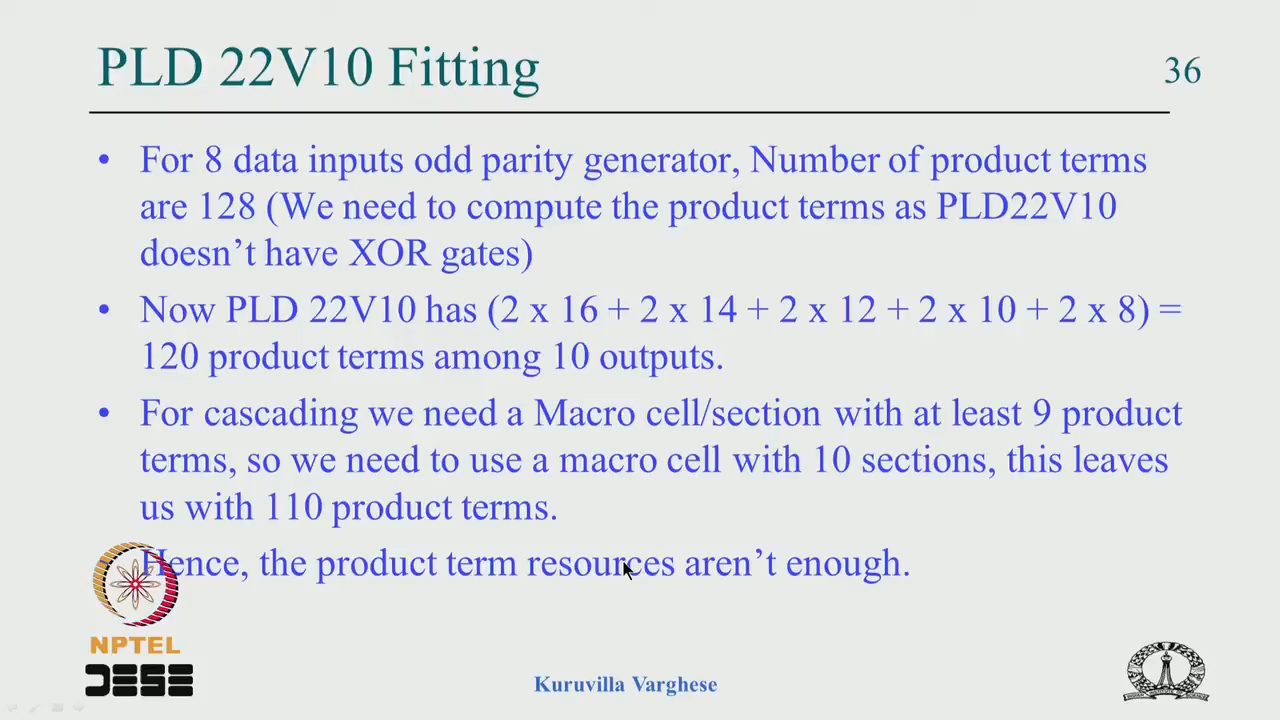 PLD 22V10 Fitting
36
• For 8 data inputs odd parity generator, Number of product terms
are 128 (We need to compute the product terms as PLD22V10
doesn't have XOR gates)
• Now PLD 22V10 has (2 x 16 + 2 x 14 + 2 x 12 + 2 x 10 + 2 x 8) =
120 product terms among 10 outputs.
• For cascading we need a Macro cell/section with at least 9 product
terms, so we need to use a macro cell with 10 sections, this leaves
us with 110 product terms.
Hence, the product term resources aren't enough.
NPTEL
DESE
Kuruvilla Varghese